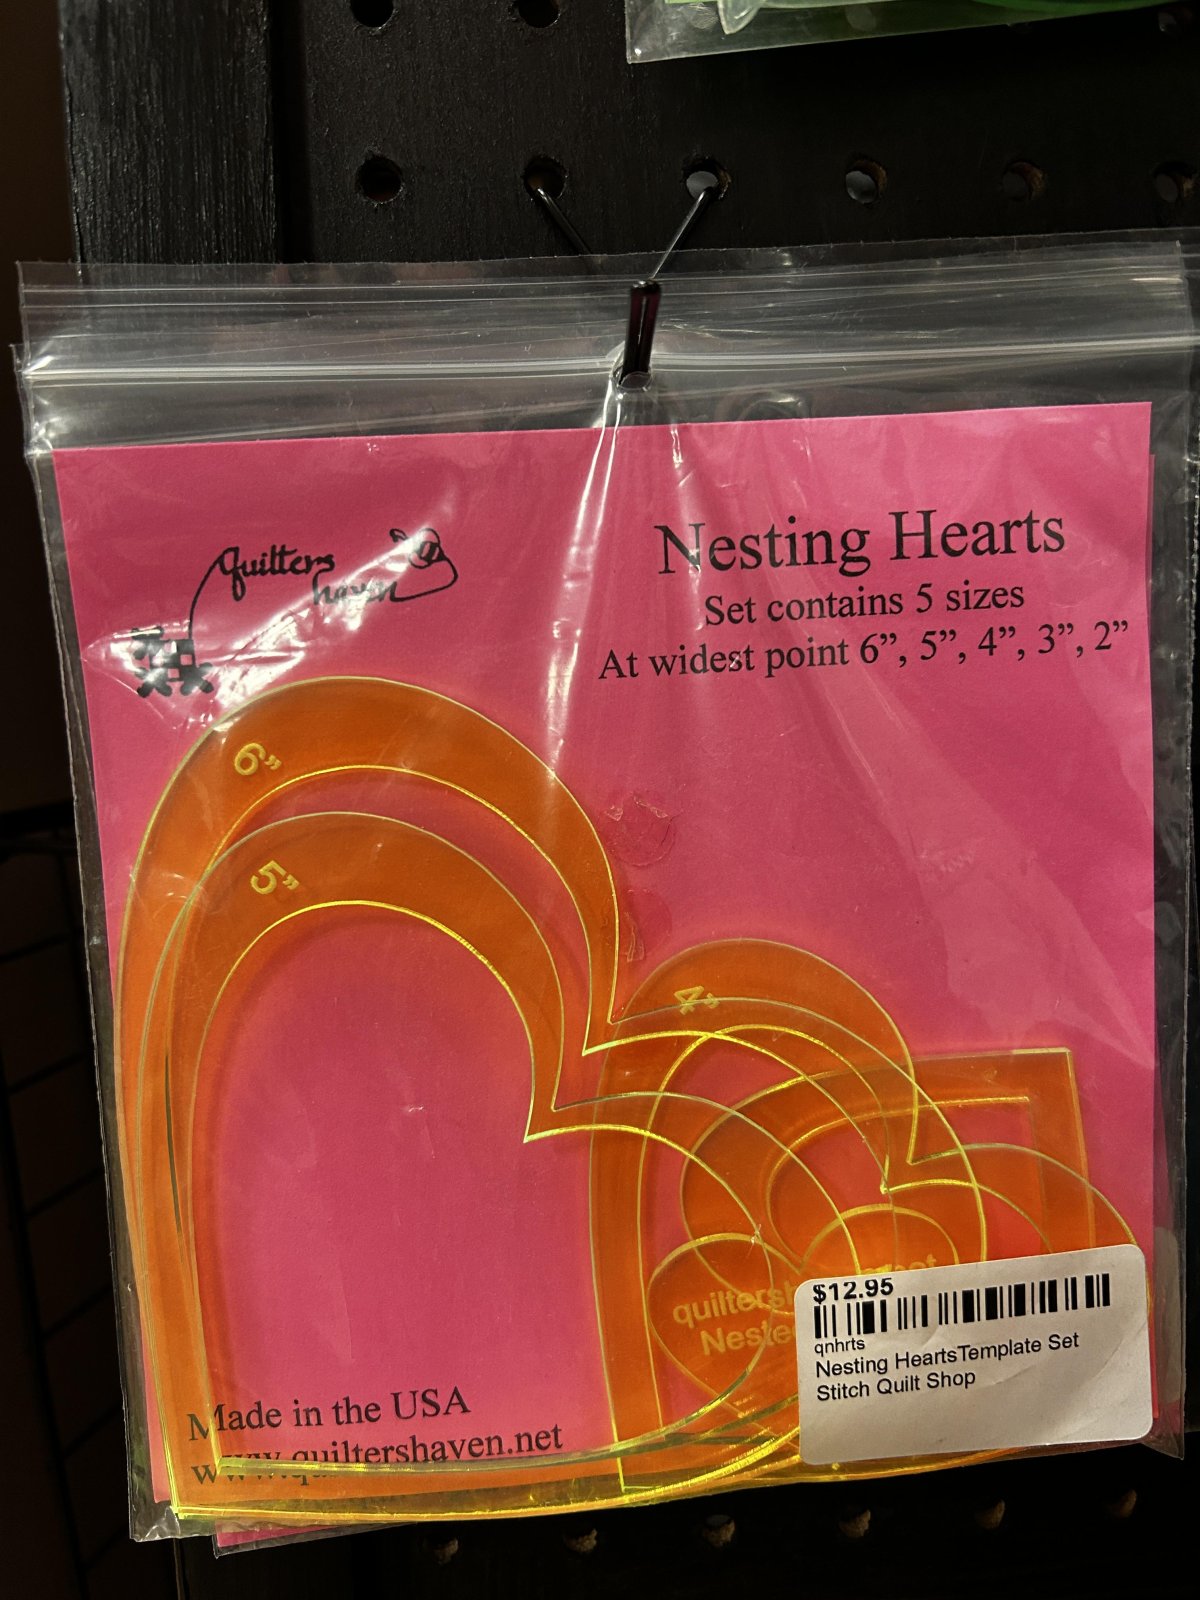 quilters
haven
Nesting Hearts
Set contains 5 sizes
At widest point 6”, 5”, 4”, 3”, 2”
6”
5”
4”
$12.95
qnhrts
Nesting HeartsTemplate Set
Stitch Quilt Shop
Made in the USA
www.quiltershaven.net